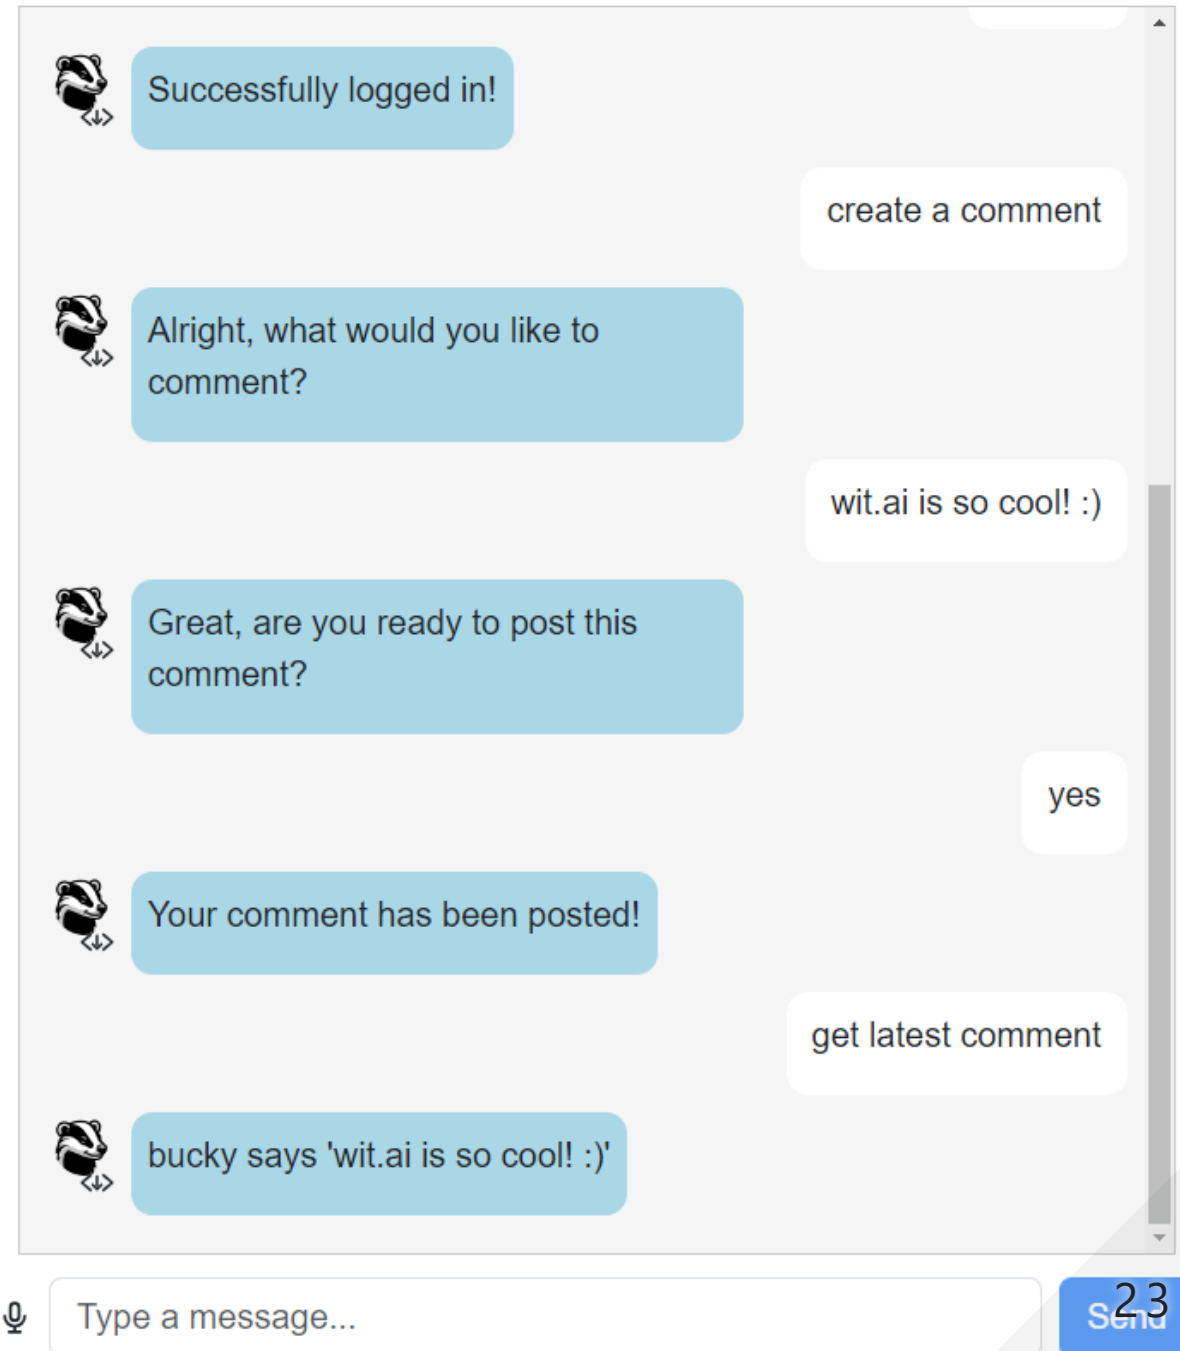 Successfully logged in!
create a comment
Alright, what would you like to
comment?
wit.ai is so cool! :)
Great, are you ready to post this
comment?
yes
Your comment has been posted!
get latest comment
bucky says 'wit.ai is so cool! :)'
Type a message...
Send
23